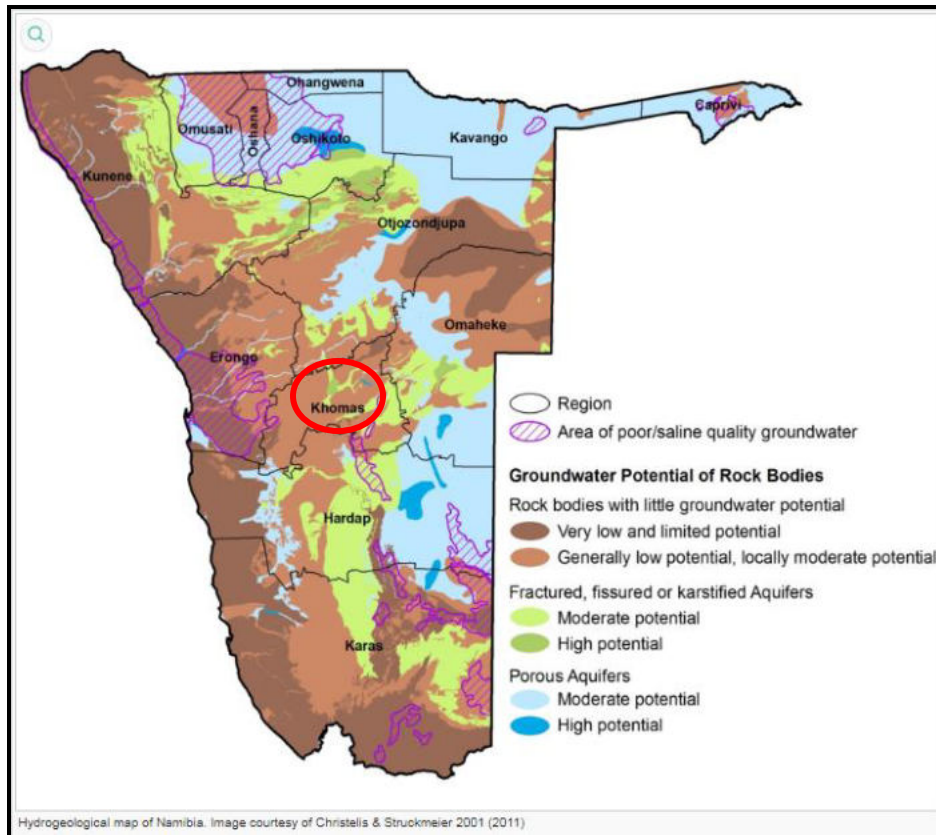 Ohangwena
Caprivi
Omusati
Oshana
Oshikoto
Kavango
Kunene
Otjozondjupa
Omaheke
Erongo
Khomas
Hardap
Karas
Region
Area of poor/saline quality groundwater
Groundwater Potential of Rock Bodies
Rock bodies with little groundwater potential
Very low and limited potential
Generally low potential, locally moderate potential
Fractured, fissured or karstified Aquifers
Moderate potential
High potential
Porous Aquifers
Moderate potential
High potential
Hydrogeological map of Namibia. Image courtesy of Christelis & Struckmeier 2001 (2011)